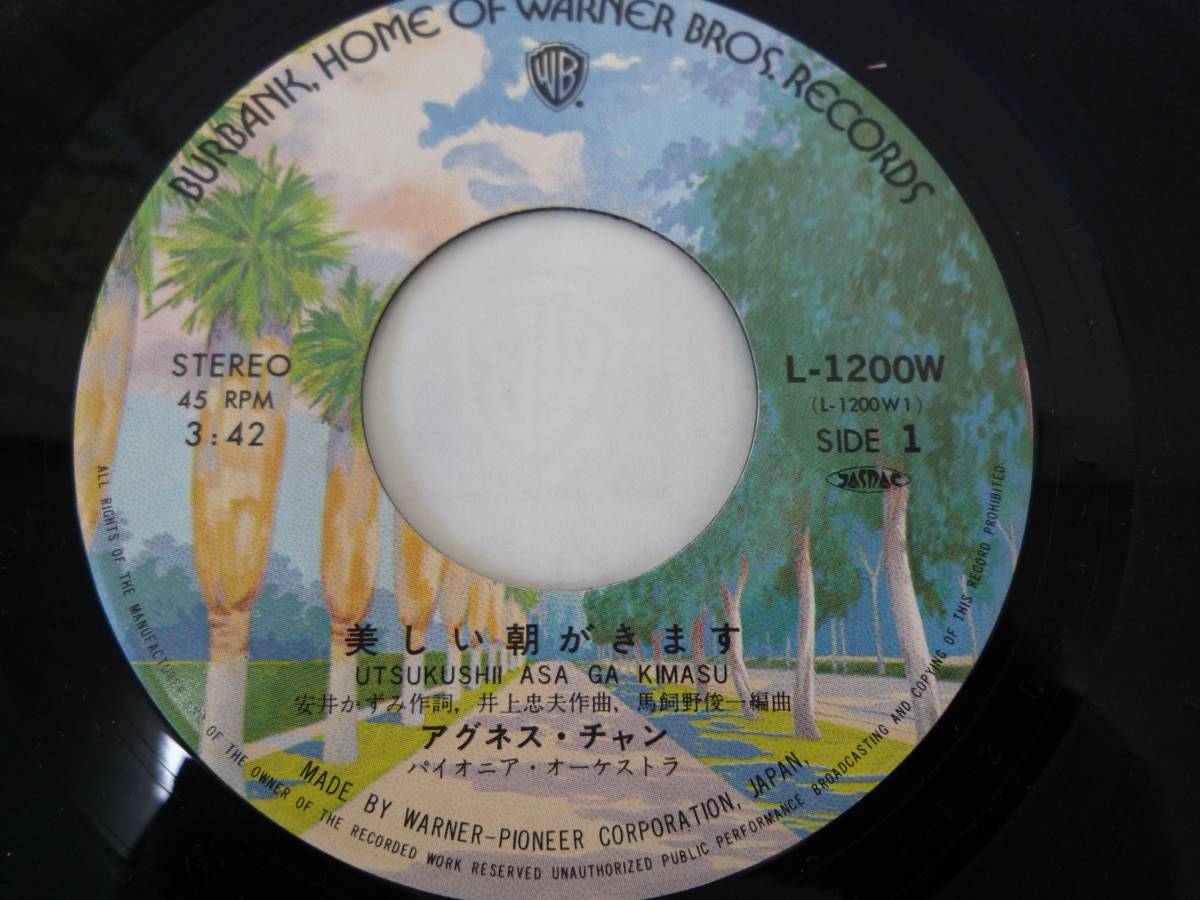 BURBANK, HOME OF WARNER BROS. RECORDS
WB
STEREO
45 RPM
3:42
L-1200W
(L-1200W1)
SIDE 1
JASRAC
美しい朝がきます
UTSUKUSHII ASA GA KIMASU
安井かずみ作詞, 井上忠夫作曲, 馬飼野俊一編曲
アグネス・チャン
パイオニア・オーケストラ
MADE BY WARNER-PIONEER CORPORATION, JAPAN,
ALL RIGHTS OF THE MANUFACTURER AND OF THE OWNER OF THE RECORDED WORK RESERVED UNAUTHORIZED PUBLIC PERFORMANCE BROADCASTING AND COPYING OF THIS RECORD PROHIBITED